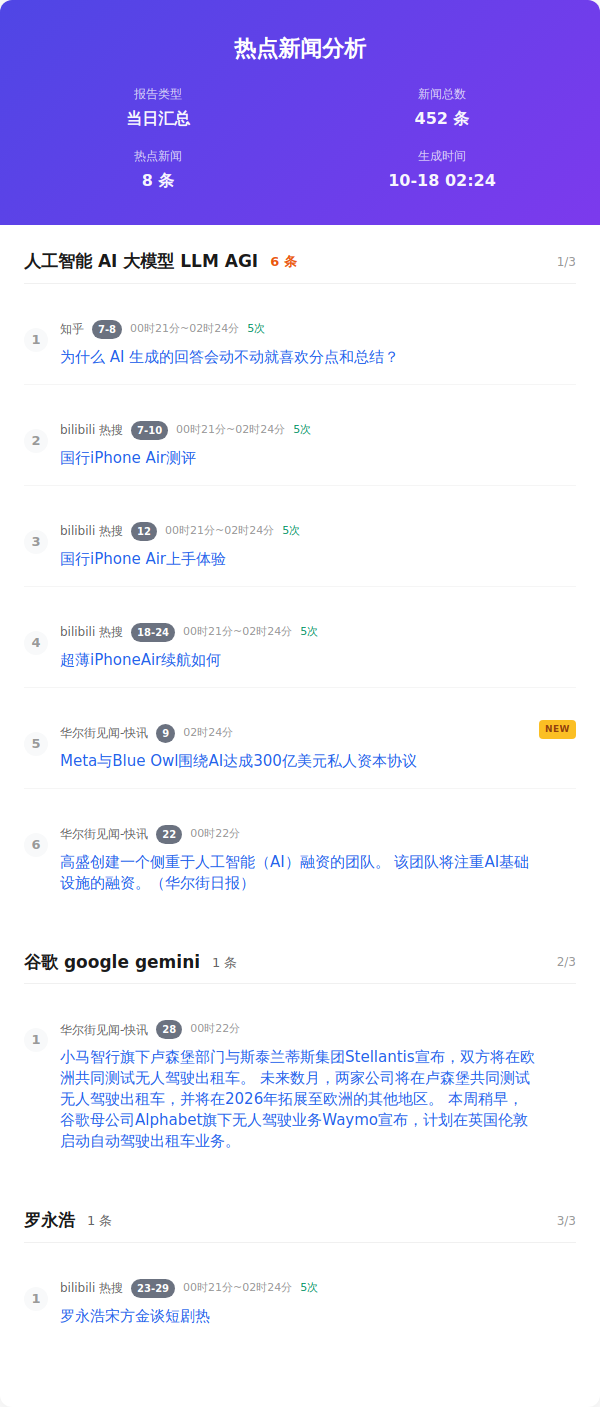 热点新闻分析
报告类型
新闻总数
当日汇总
452 条
热点新闻
生成时间
8 条
10-18 02:24
人工智能 AI 大模型 LLM AGI 6 条 1/3
1
知乎 7-8 00时21分~02时24分 5次
为什么 AI 生成的回答会动不动就喜欢分点和总结？
2
bilibili 热搜 7-10 00时21分~02时24分 5次
国行iPhone Air测评
3
bilibili 热搜 12 00时21分~02时24分 5次
国行iPhone Air上手体验
4
bilibili 热搜 18-24 00时21分~02时24分 5次
超薄iPhoneAir续航如何
5
华尔街见闻-快讯 9 02时24分 NEW
Meta与Blue Owl围绕AI达成300亿美元私人资本协议
6
华尔街见闻-快讯 22 00时22分
高盛创建一个侧重于人工智能（AI）融资的团队。 该团队将注重AI基础
设施的融资。（华尔街日报）
谷歌 google gemini 1 条 2/3
1
华尔街见闻-快讯 28 00时22分
小马智行旗下卢森堡部门与斯泰兰蒂斯集团Stellantis宣布，双方将在欧
洲共同测试无人驾驶出租车。 未来数月，两家公司将在卢森堡共同测试
无人驾驶出租车，并将在2026年拓展至欧洲的其他地区。 本周稍早，
谷歌母公司Alphabet旗下无人驾驶业务Waymo宣布，计划在英国伦敦
启动自动驾驶出租车业务。
罗永浩 1 条 3/3
1
bilibili 热搜 23-29 00时21分~02时24分 5次
罗永浩宋方金谈短剧热